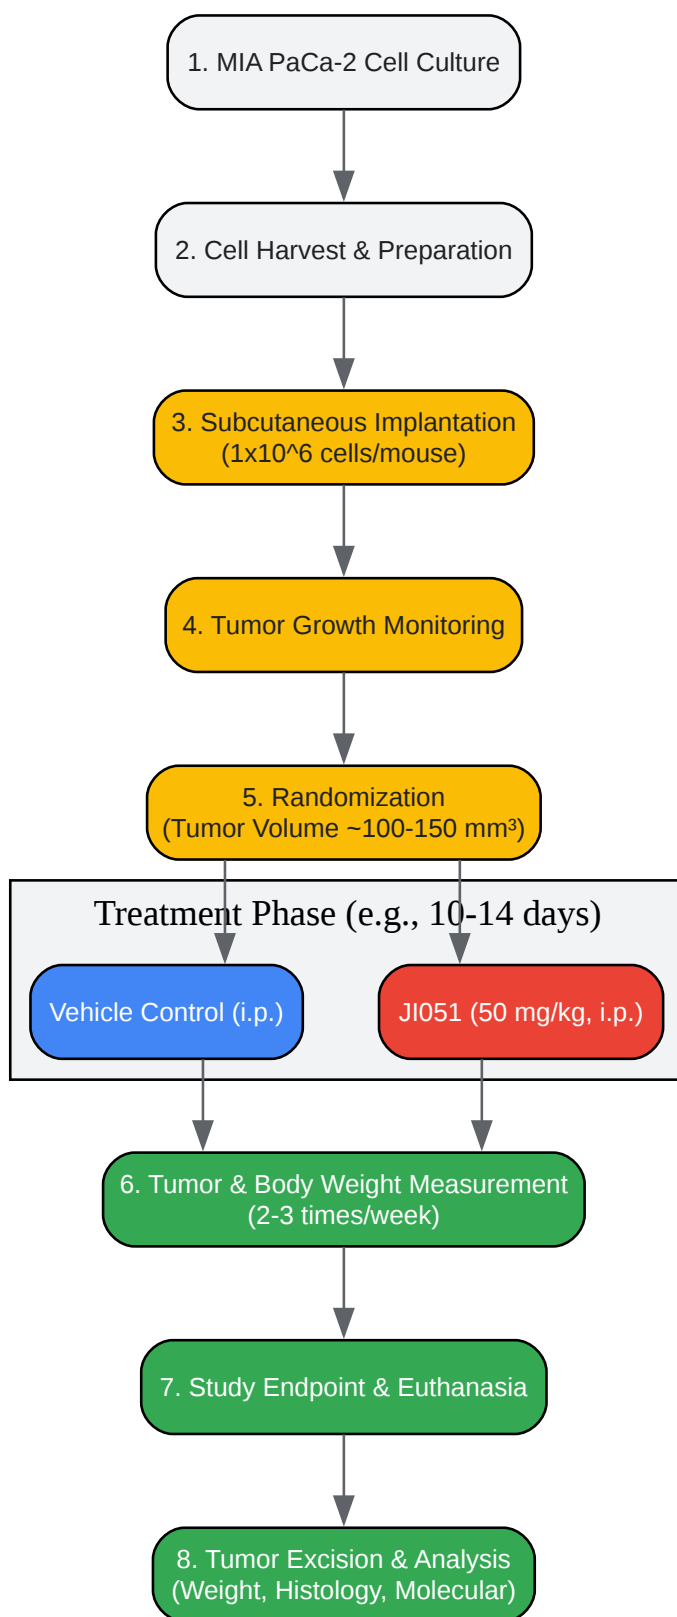 1. MIA PaCa-2 Cell Culture
2. Cell Harvest & Preparation
3. Subcutaneous Implantation
(1x10^6 cells/mouse)
4. Tumor Growth Monitoring
5. Randomization
(Tumor Volume ~100-150 mm³)
Treatment Phase (e.g., 10-14 days)
Vehicle Control (i.p.)
JI051 (50 mg/kg, i.p.)
6. Tumor & Body Weight Measurement
(2-3 times/week)
7. Study Endpoint & Euthanasia
8. Tumor Excision & Analysis
(Weight, Histology, Molecular)